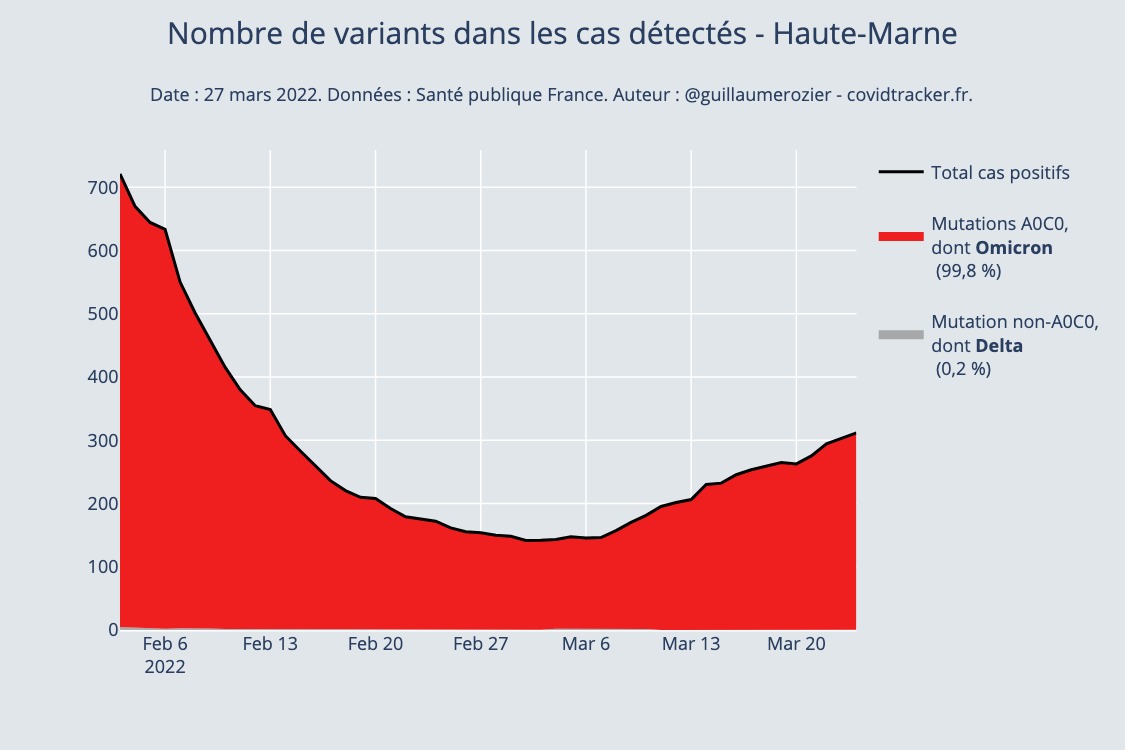 Nombre de variants dans les cas détectés - Haute-Marne
Date : 27 mars 2022. Données : Santé publique France. Auteur : @guillaumerozier - covidtracker.fr.
700
600
500
400
300
200
100
0
Feb 6
2022
Feb 13
Feb 20
Feb 27
Mar 6
Mar 13
Mar 20
Total cas positifs
Mutations A0C0,
dont Omicron
(99,8 %)
Mutation non-A0C0,
dont Delta
(0,2 %)